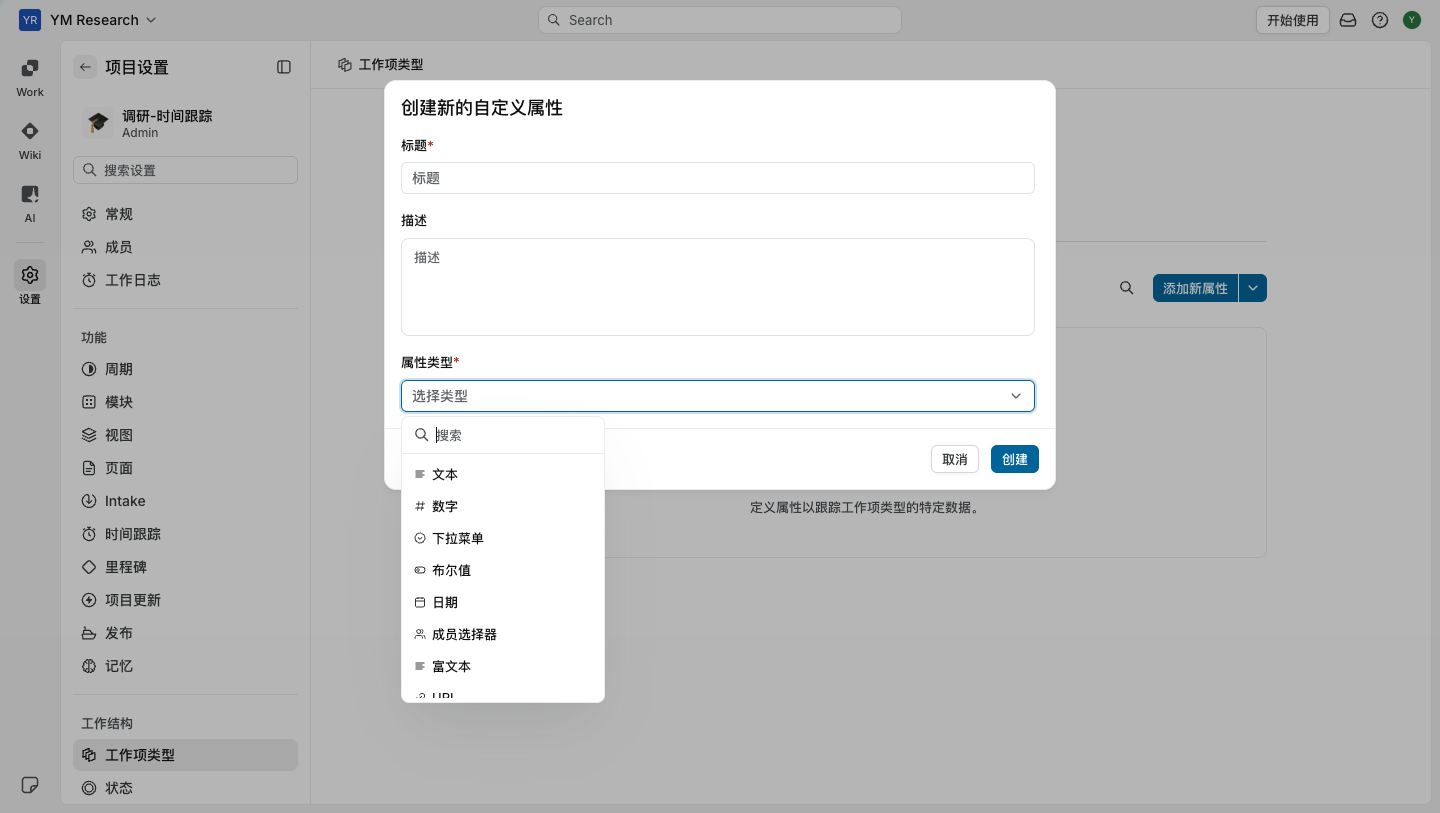 YR YM Research
Search
开始使用
Y
Work
Wiki
AI
设置
项目设置
调研-时间跟踪
Admin
搜索设置
常规
成员
工作日志
功能
周期
模块
视图
页面
Intake
时间跟踪
里程碑
项目更新
发布
记忆
工作结构
工作项类型
状态
工作项类型
添加新属性
定义属性以跟踪工作项类型的特定数据。
创建新的自定义属性
标题*
标题
描述
描述
属性类型*
选择类型
搜索
文本
数字
下拉菜单
布尔值
日期
成员选择器
富文本
URL
取消
创建